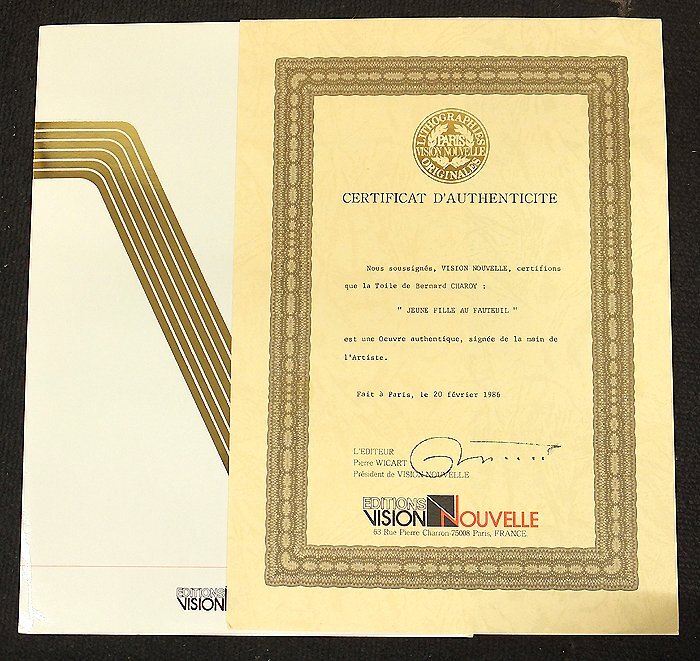 LYTHOGRAPHIES
PARIS
VISION NOUVELLE
ORIGINALES
CERTIFICAT D'AUTHENTICITE
Nous soussignés, VISION NOUVELLE, certifions
que la Toile de Bernard CHAROY ;
" JEUNE FILLE AU FAUTEUIL "
est une Oeuvre authentique, signée de la main de
l'Artiste.
Fait à Paris, le 20 février 1986
L'EDITEUR
Pierre WICART
Président de VISION NOUVELLE
EDITIONS
VISION NOUVELLE
63 Rue Pierre Charron-75008 Paris, FRANCE
EDITIONS
VISION